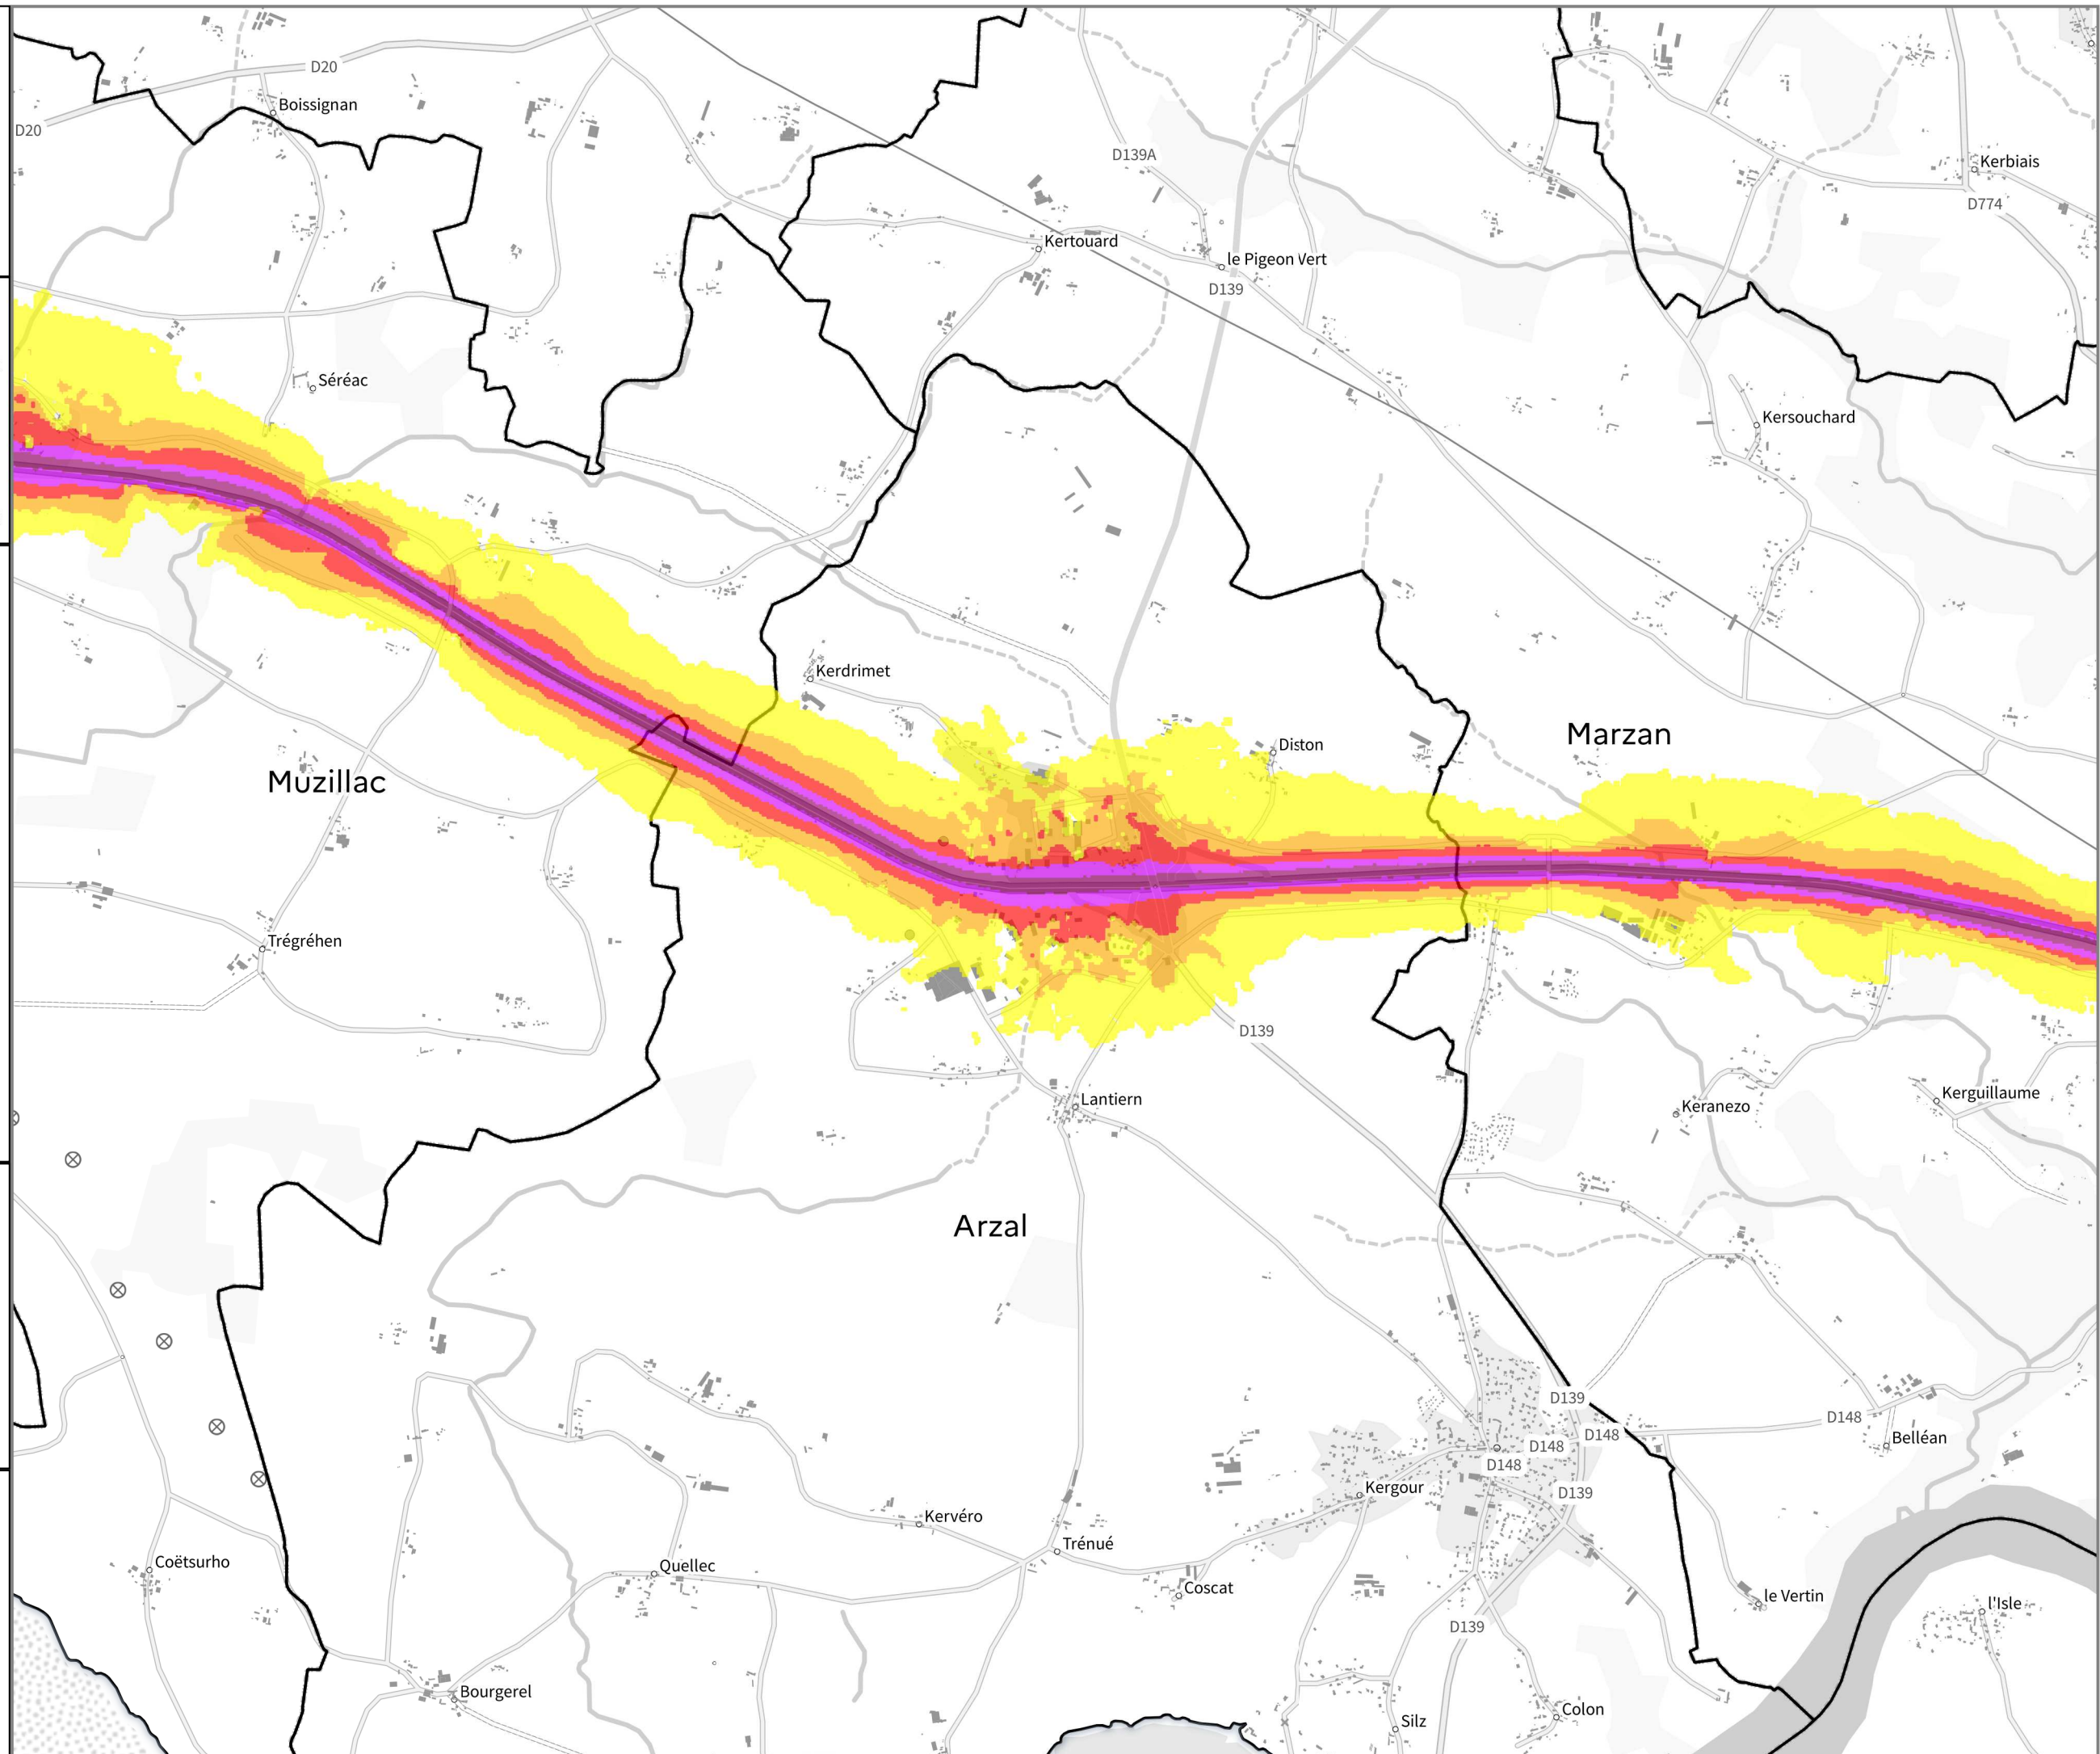 D20
Boissignan
D20
D139A
Kerbiais
D774
Kertouard
le Pigeon Vert
D139
Séréac
Kersouchard
Kerdrimet
Marzan
Diston
Muzillac
Trégréhen
D139
Kerguillaume
Lantiern
Keranezo
Arzal
D139
D148
D148
Belléan
D148
D148
Kergour
D139
Kervéro
Trénué
Coëtsurho
Quellec
Coscat
le Vertin
l'Isle
D139
Bourgerel
Colon
Silz